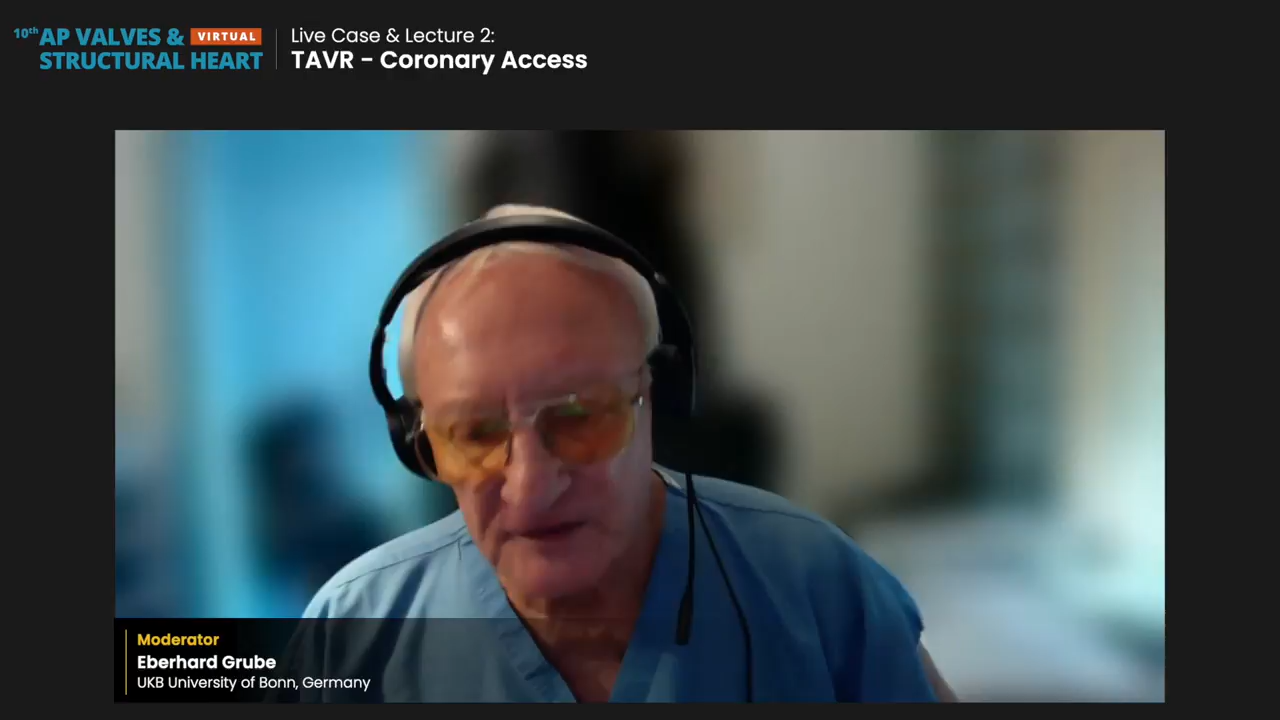 10th AP VALVES & VIRTUAL
STRUCTURAL HEART
Live Case & Lecture 2:
TAVR - Coronary Access
Moderator
Eberhard Grube
UKB University of Bonn, Germany